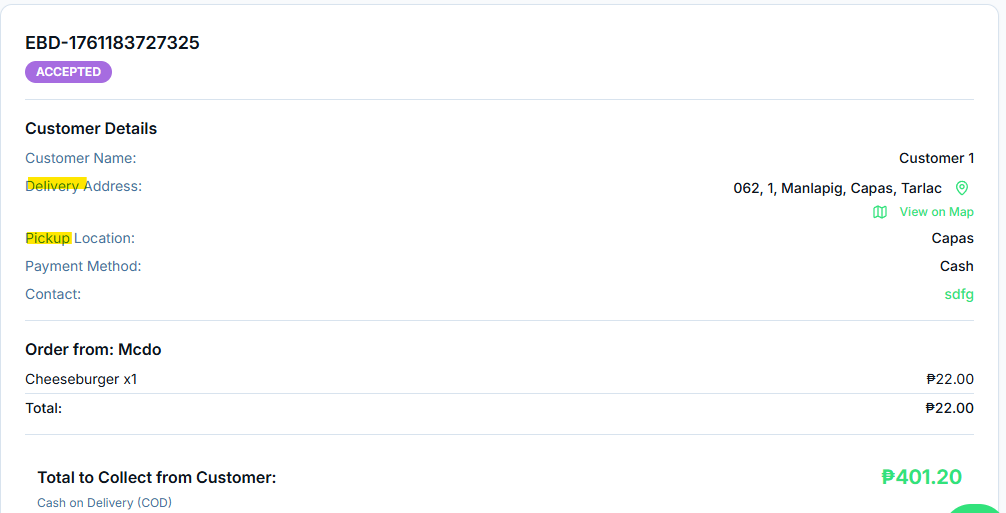 EBD-1761183727325
ACCEPTED
Customer Details
Customer Name: Customer 1
Delivery Address: 062, 1, Manlapig, Capas, Tarlac
View on Map
Pickup Location: Capas
Payment Method: Cash
Contact: sdfg
Order from: Mcdo
Cheeseburger x1 ₱22.00
Total: ₱22.00
Total to Collect from Customer: ₱401.20
Cash on Delivery (COD)